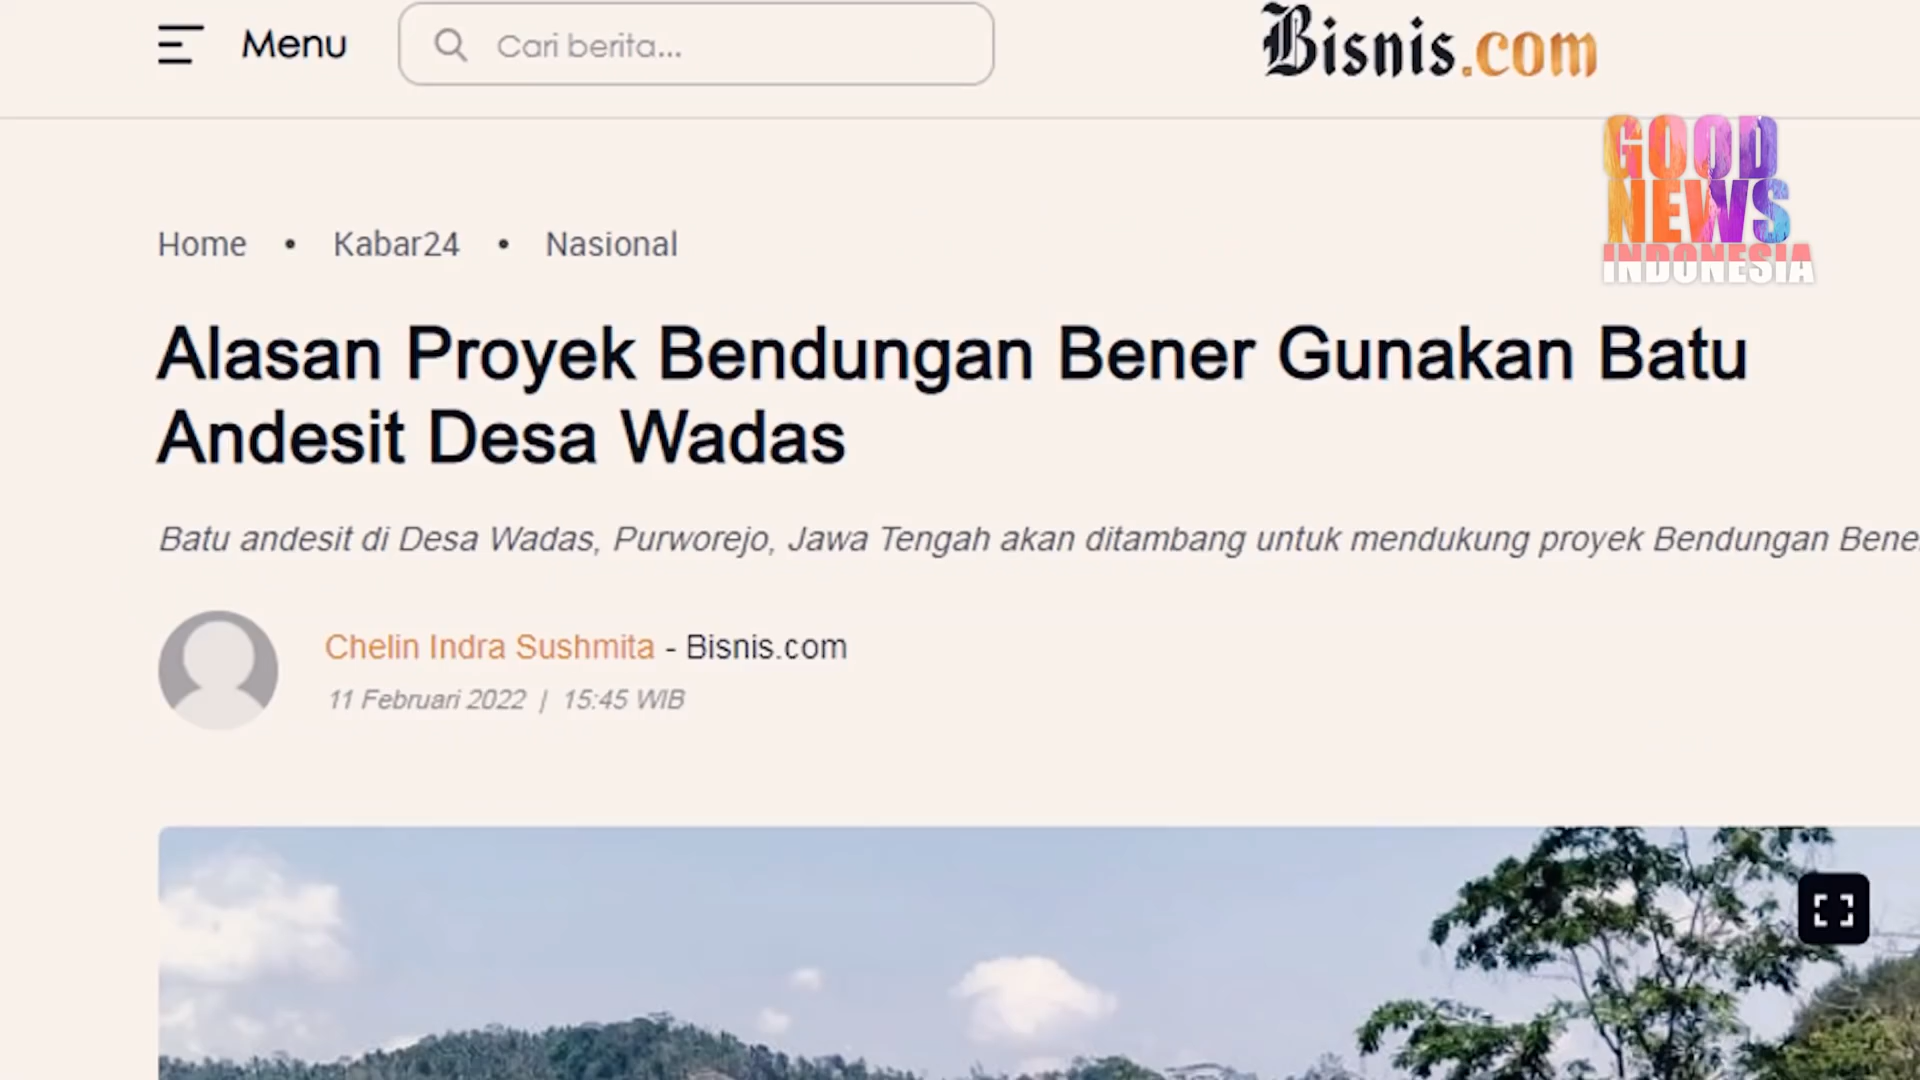 Menu
Cari berita...
Bisnis.com
GOOD
NEWS
INDONESIA
Home • Kabar24 • Nasional
Alasan Proyek Bendungan Bener Gunakan Batu
Andesit Desa Wadas
Batu andesit di Desa Wadas, Purworejo, Jawa Tengah akan ditambang untuk mendukung proyek Bendungan Bene
Chelin Indra Sushmita - Bisnis.com
11 Februari 2022 | 15:45 WIB